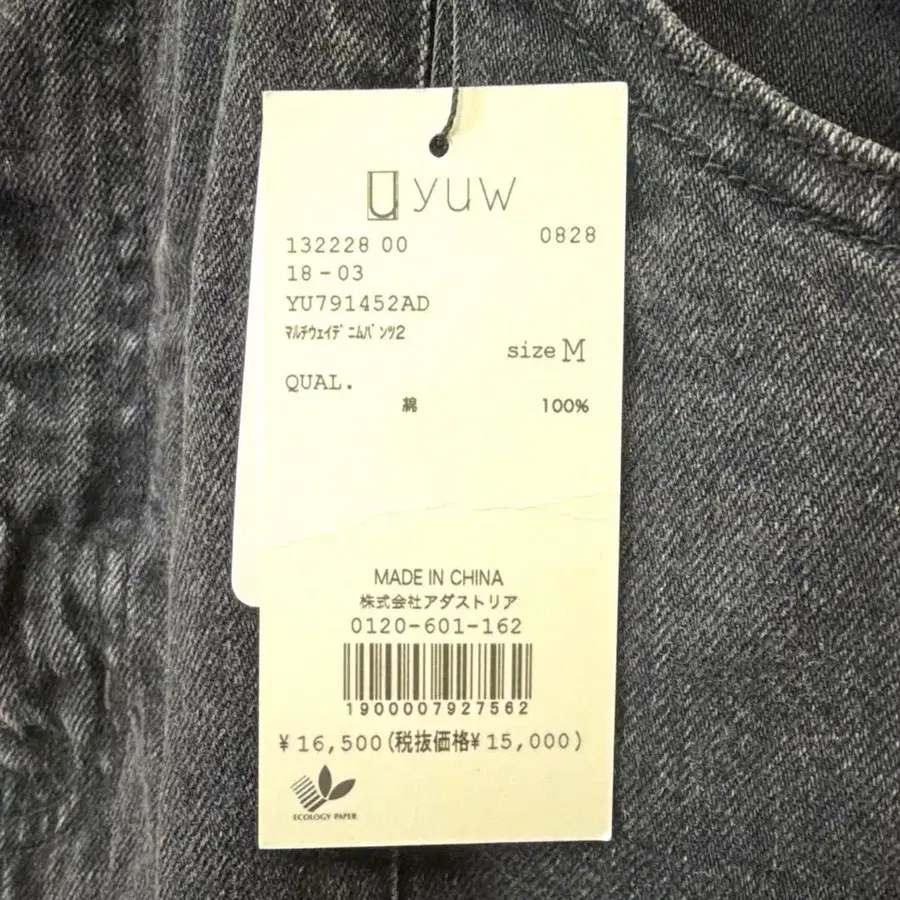 yuw
132228 00 0828
18-03
YU791452AD
ﾏﾙﾁｳｪｲﾃﾞﾆﾑﾊﾟﾝﾂ2
size M
QUAL.
綿 100%
MADE IN CHINA
株式会社アダストリア
0120-601-162
1900007927562
¥16,500(税抜価格¥15,000)
ECOLOGY PAPER